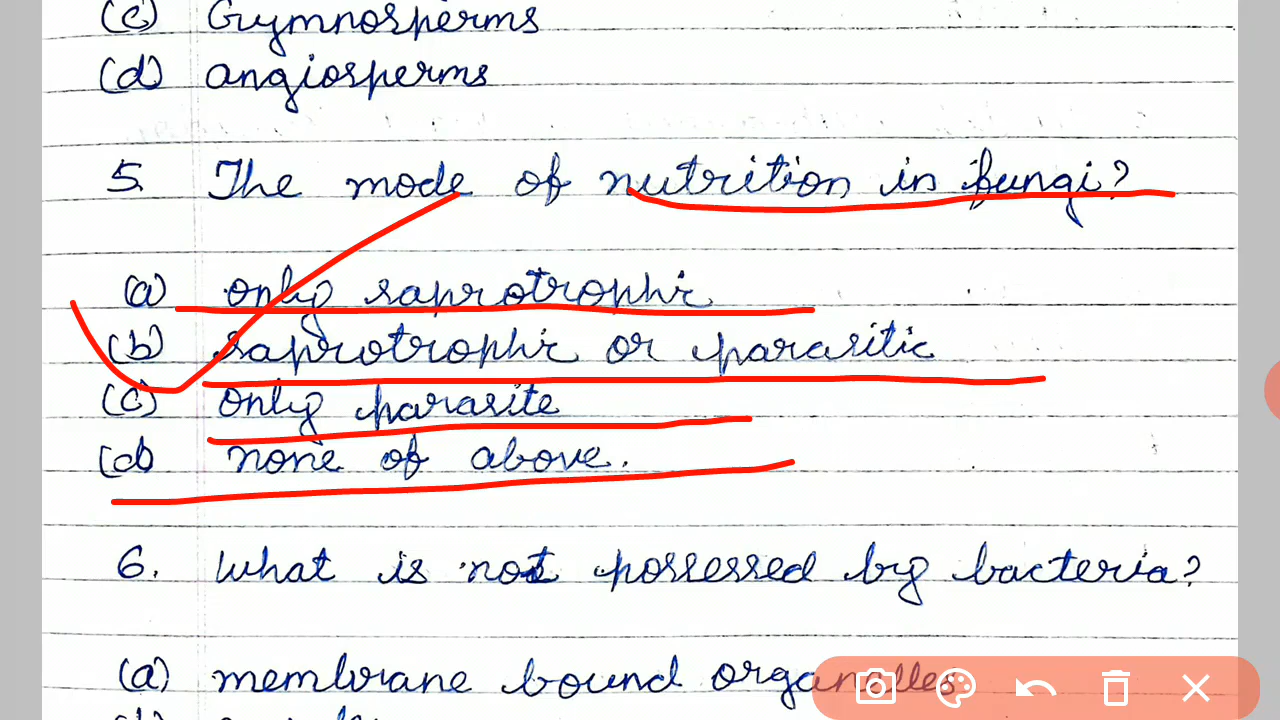 (c) Gymnosperms
(d) angiosperms
5. The mode of nutrition in fungi?
(a) only saprotrophic
(b) saprotrophic or parasitic
(c) only parasite
(d) none of above.
6. What is not possessed by bacteria?
(a) membrane bound organelles.